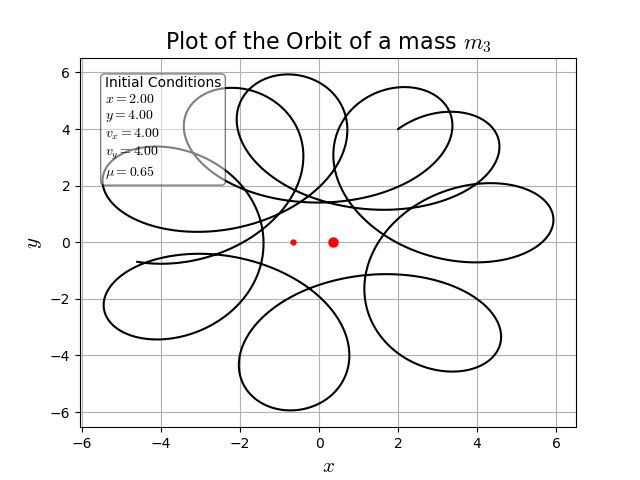 Plot of the Orbit of a mass m₃
Initial Conditions
x = 2.00
y = 4.00
vₓ = 4.00
v_y = 4.00
μ = 0.65
y
6
4
2
0
−2
−4
−6
−6 −4 −2 0 2 4 6
x